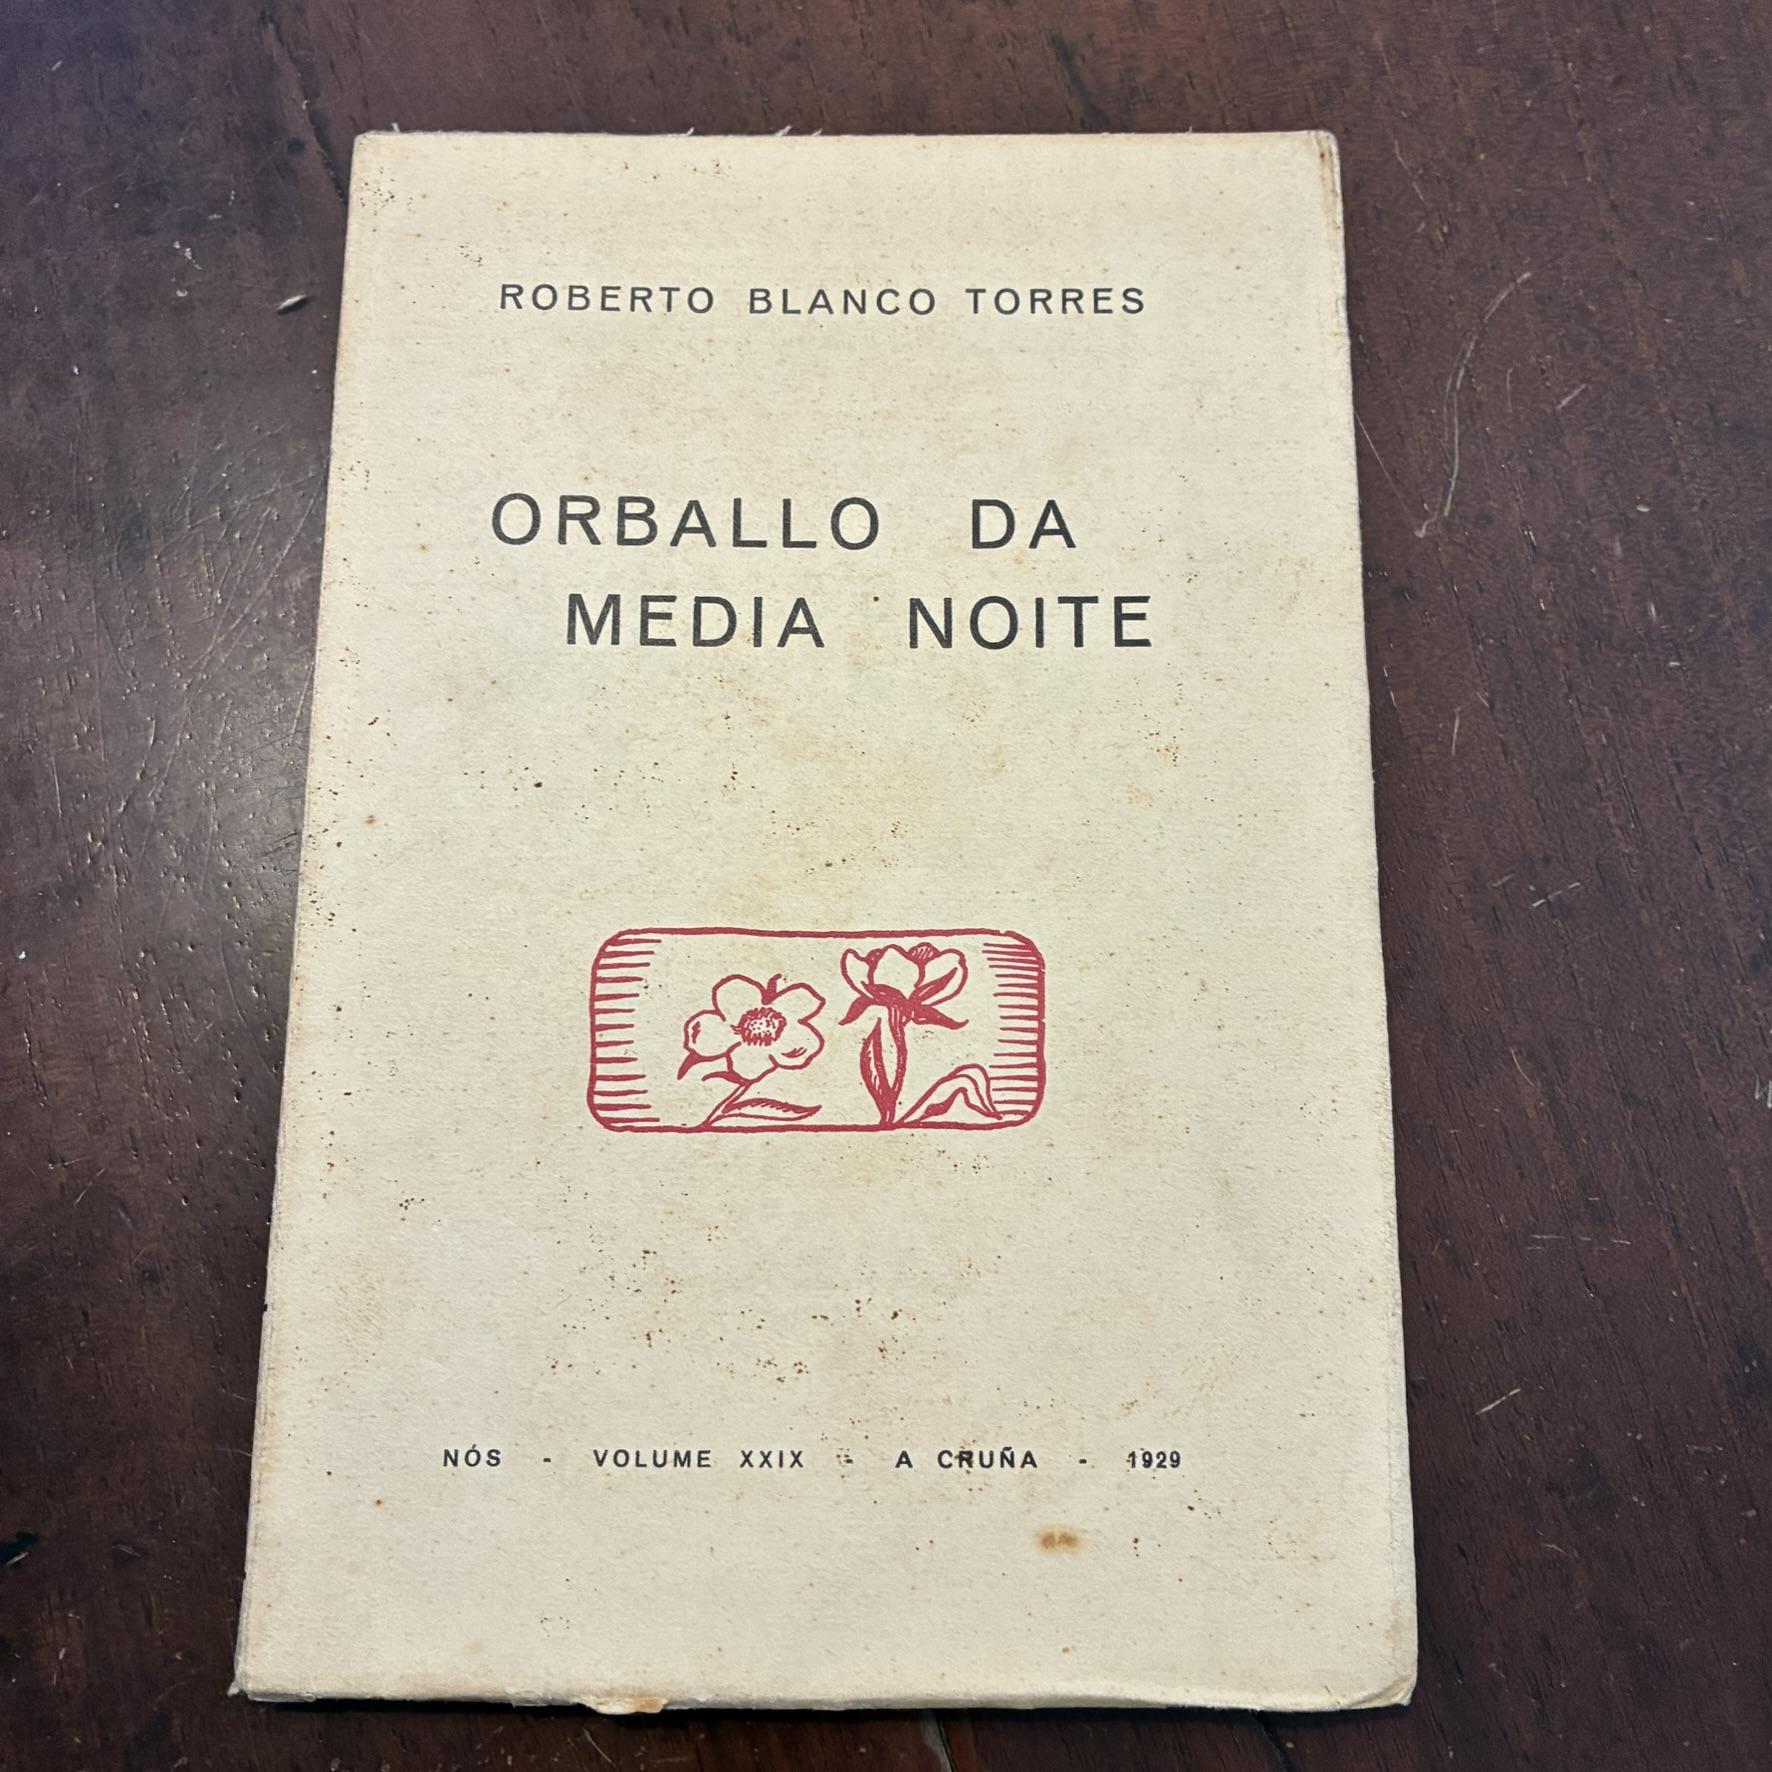 ROBERTO BLANCO TORRES
ORBALLO DA
MEDIA NOITE
NÓS - VOLUME XXIX - A CRUÑA - 1929